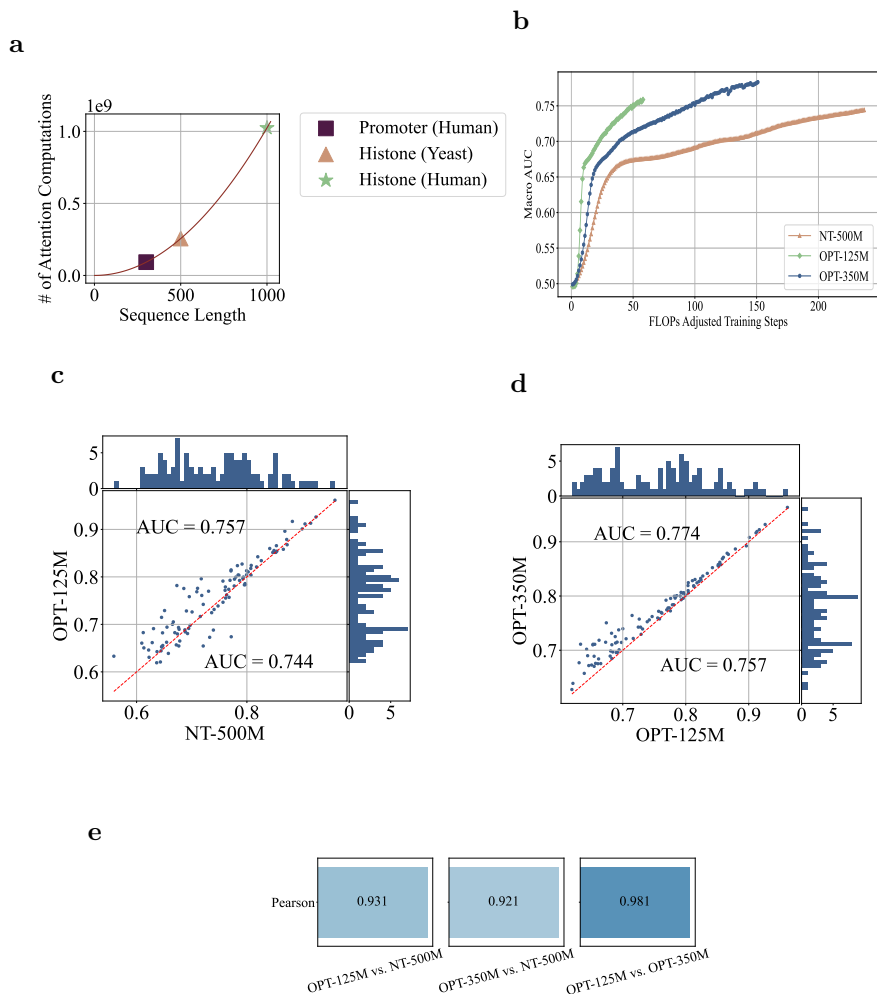 a
1e9
# of Attention Computations
1.0
0.5
0.0
0
500
1000
Sequence Length
Promoter (Human)
Histone (Yeast)
Histone (Human)
b
Macro AUC
0.75
0.70
0.65
0.60
0.55
0.50
0
50
100
150
200
FLOPs Adjusted Training Steps
NT-500M
OPT-125M
OPT-350M
c
5
0
OPT-125M
0.9
0.8
0.7
0.6
AUC = 0.757
AUC = 0.744
0.6
0.8
0
5
NT-500M
d
5
0
OPT-350M
0.9
0.8
0.7
AUC = 0.774
AUC = 0.757
0.7
0.8
0.9
0
5
OPT-125M
e
Pearson
0.931
0.921
0.981
OPT-125M vs. NT-500M
OPT-350M vs. NT-500M
OPT-125M vs. OPT-350M